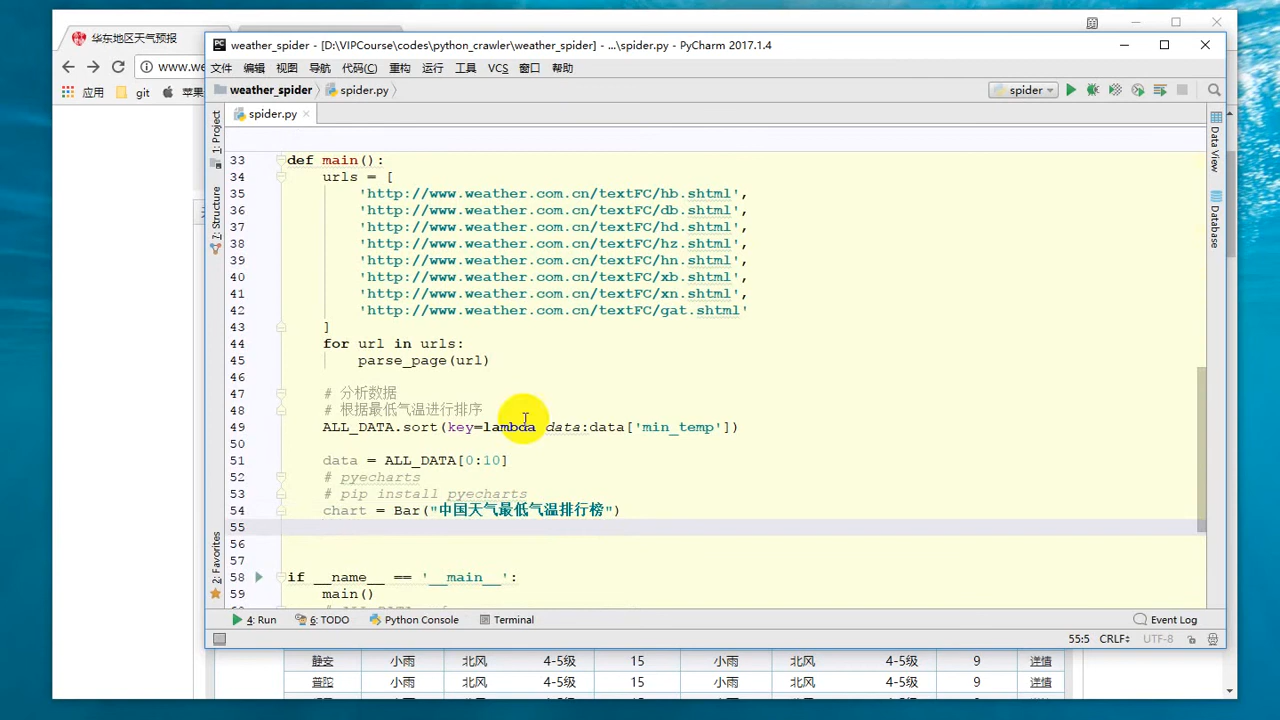 华东地区天气预报
www.we
应用 git 苹果
weather_spider - [D:\VIPCourse\codes\python_crawler\weather_spider] - ...\spider.py - PyCharm 2017.1.4
文件 编辑 视图 导航 代码(C) 重构 运行 工具 VCS 窗口 帮助
weather_spider spider.py spider
spider.py
1: Project
7: Structure
2: Favorites
Data View
Database
33 def main():
34 urls = [
35 'http://www.weather.com.cn/textFC/hb.shtml',
36 'http://www.weather.com.cn/textFC/db.shtml',
37 'http://www.weather.com.cn/textFC/hd.shtml',
38 'http://www.weather.com.cn/textFC/hz.shtml',
39 'http://www.weather.com.cn/textFC/hn.shtml',
40 'http://www.weather.com.cn/textFC/xb.shtml',
41 'http://www.weather.com.cn/textFC/xn.shtml',
42 'http://www.weather.com.cn/textFC/gat.shtml'
43 ]
44 for url in urls:
45 parse_page(url)
46
47 # 分析数据
48 # 根据最低气温进行排序
49 ALL_DATA.sort(key=lambda data:data['min_temp'])
50
51 data = ALL_DATA[0:10]
52 # pyecharts
53 # pip install pyecharts
54 chart = Bar("中国天气最低气温排行榜")
55
56
57
58 if __name__ == '__main__':
59 main()
4: Run 6: TODO Python Console Terminal Event Log
55:5 CRLF UTF-8
静安 小雨 北风 4-5级 15 小雨 北风 4-5级 9 详情
普陀 小雨 北风 4-5级 15 小雨 北风 4-5级 9 详情